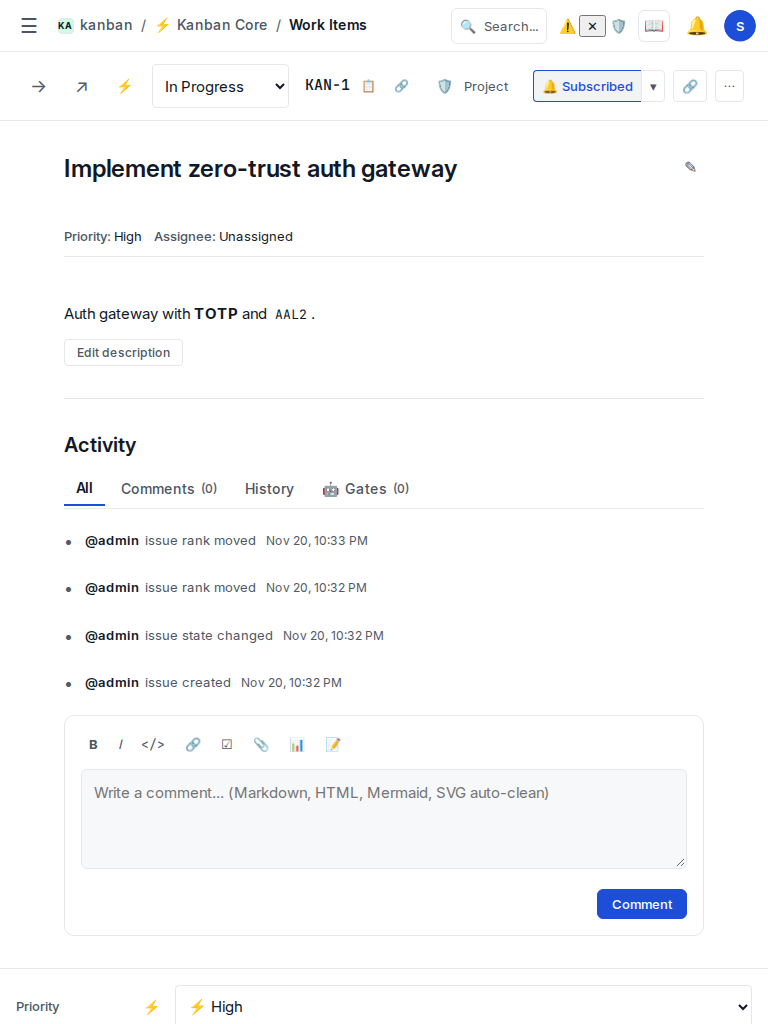 ☰ KA kanban / ⚡ Kanban Core / Work Items 🔍 Search... ⚠️ ✕ 🛡️ 📖 🔔 S
→ ↗ ⚡ In Progress KAN-1 📋 🔗 🛡️ Project 🔔 Subscribed ▾ 🔗 ...
Implement zero-trust auth gateway ✎
Priority: High Assignee: Unassigned
Auth gateway with TOTP and AAL2 .
Edit description
Activity
All Comments (0) History 🤖 Gates (0)
• @admin issue rank moved Nov 20, 10:33 PM
• @admin issue rank moved Nov 20, 10:32 PM
• @admin issue state changed Nov 20, 10:32 PM
• @admin issue created Nov 20, 10:32 PM
B I </> 🔗 ☑ 📎 📊 📝
Write a comment... (Markdown, HTML, Mermaid, SVG auto-clean)
Comment
Priority ⚡ ⚡ High